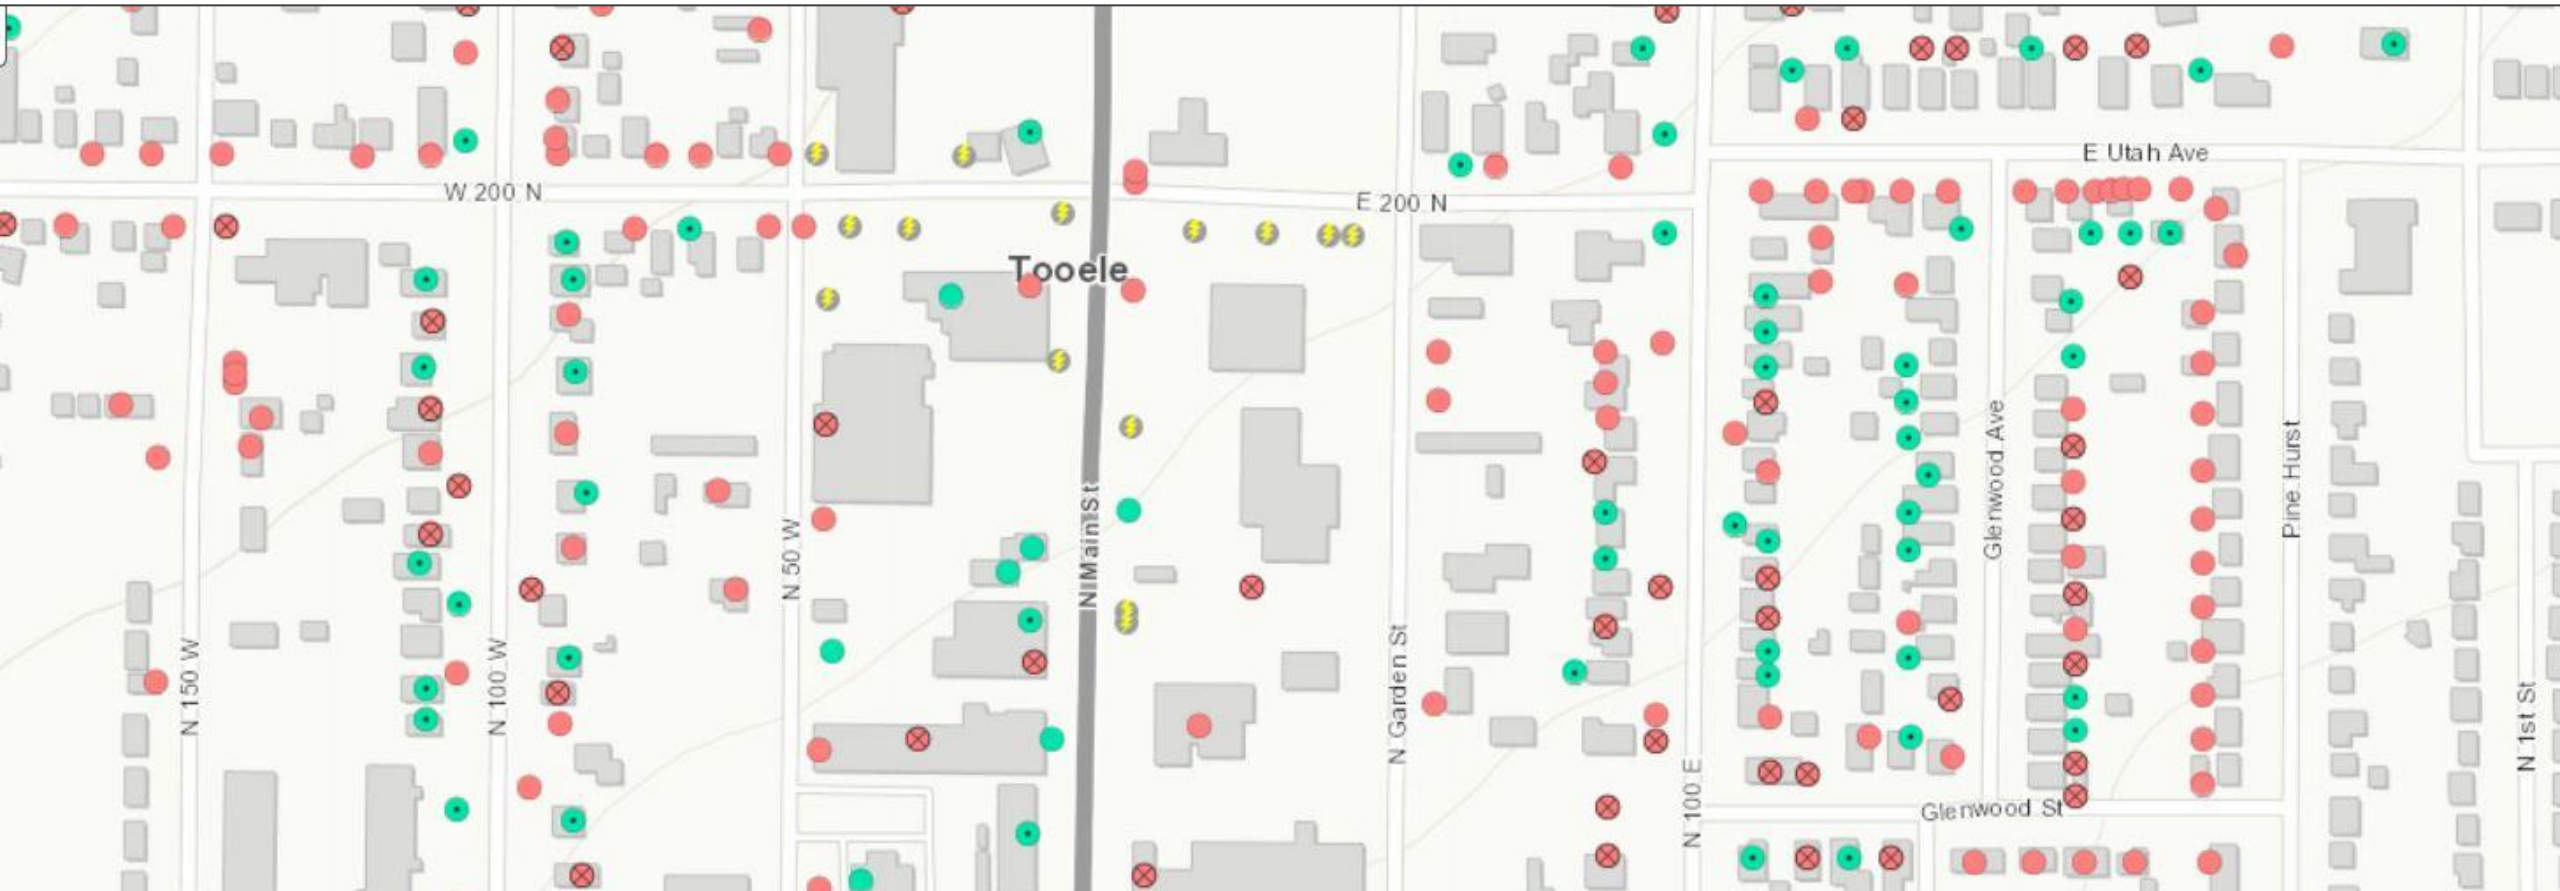 E Utah Ave
W 200 N
E 200 N
Tooele
Glenwood Ave
Pine Hurst
N Main St
N 50 W
N 150 W
N 100 W
N Garden St
N 1st St
N 100 E
Glenwood St